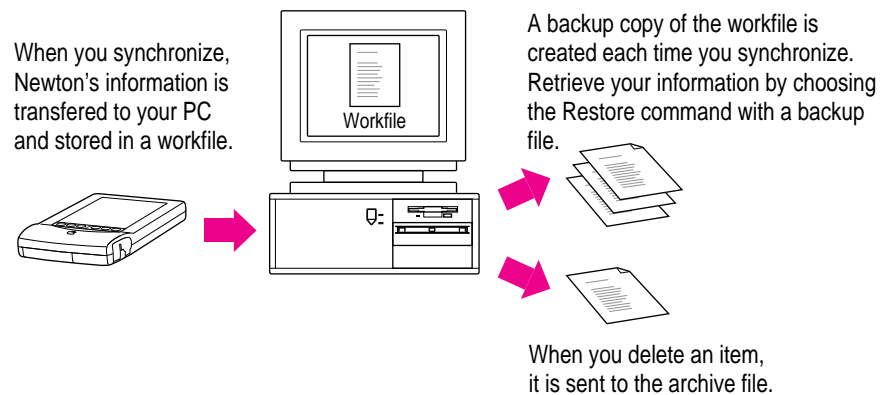 When you synchronize,
Newton's information is
transfered to your PC
and stored in a workfile.
Workfile
A backup copy of the workfile is
created each time you synchronize.
Retrieve your information by choosing
the Restore command with a backup
file.
When you delete an item,
it is sent to the archive file.